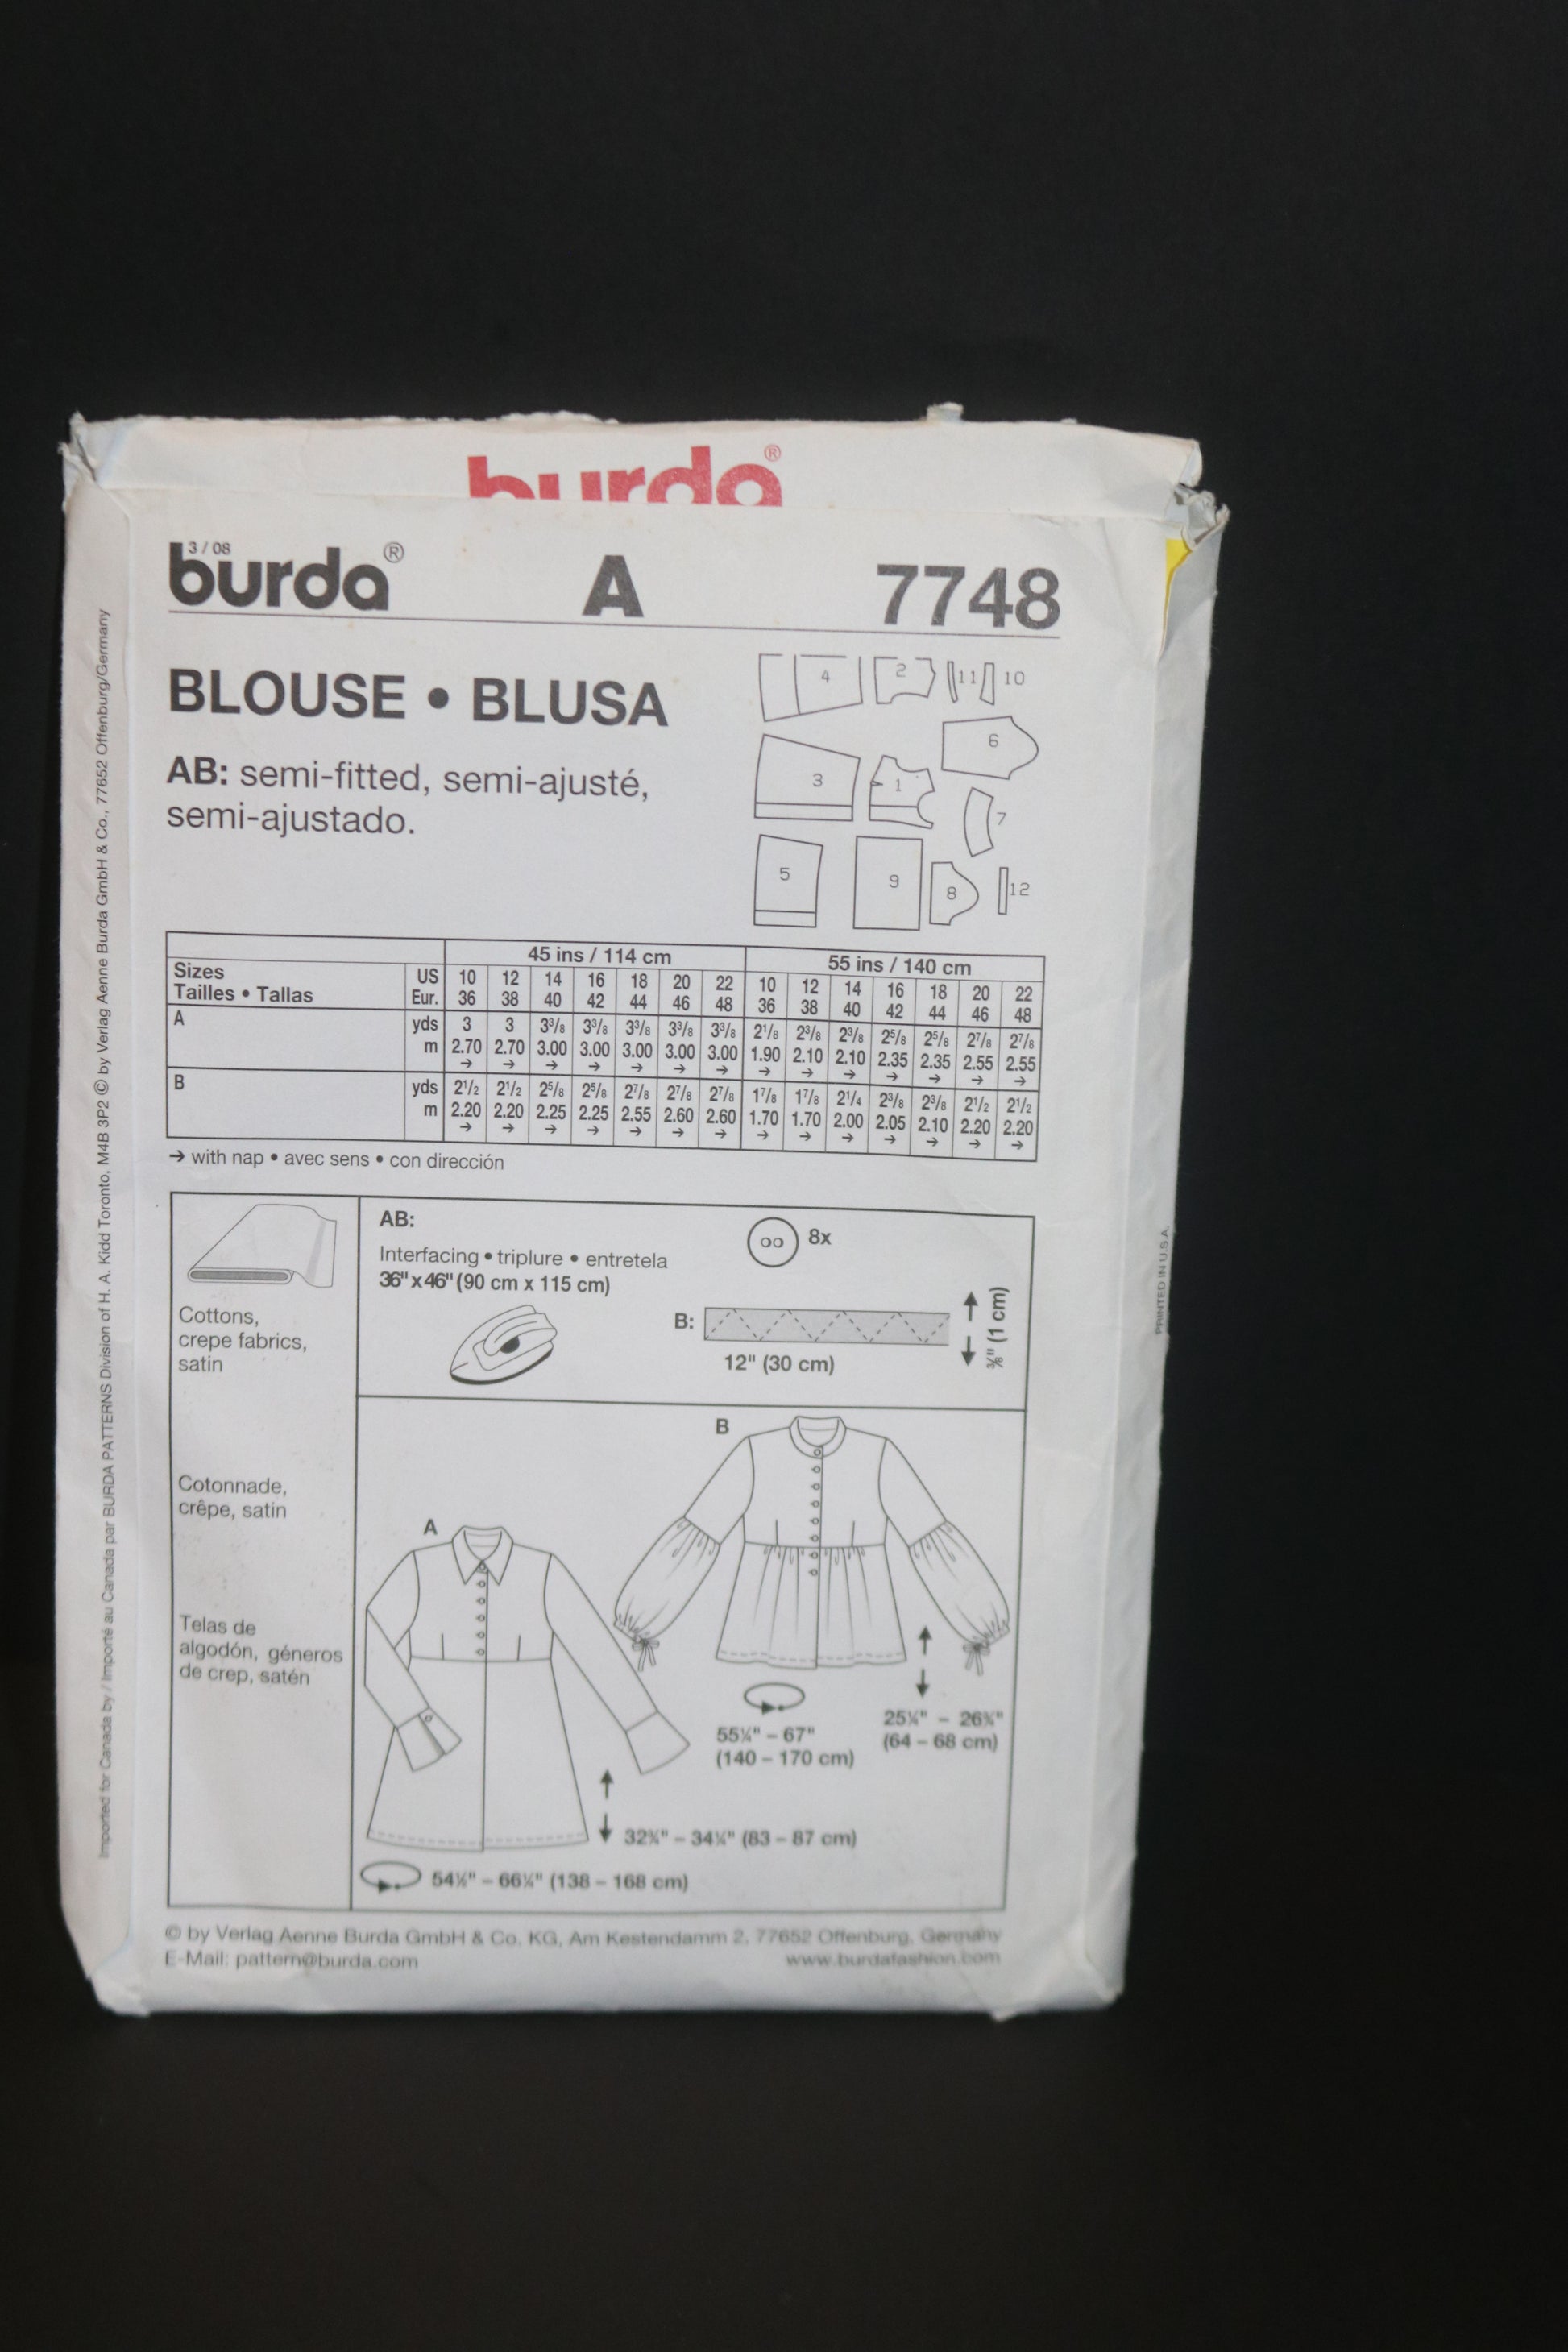 burda®
3 / 08
burda® A 7748
BLOUSE • BLUSA
AB: semi-fitted, semi-ajusté,
semi-ajustado.
4 2 11 10
6
3 1
7
5 9 8 12
45 ins / 114 cm 55 ins / 140 cm
Sizes US 10 12 14 16 18 20 22 10 12 14 16 18 20 22
Tailles • Tallas Eur. 36 38 40 42 44 46 48 36 38 40 42 44 46 48
A yds 3 3 3³/₈ 3³/₈ 3³/₈ 3³/₈ 3³/₈ 2¹/₈ 2³/₈ 2³/₈ 2⁵/₈ 2⁵/₈ 2⁷/₈ 2⁷/₈
m 2.70 2.70 3.00 3.00 3.00 3.00 3.00 1.90 2.10 2.10 2.35 2.35 2.55 2.55
→ → → → → → → → → → → → → →
B yds 2¹/₂ 2¹/₂ 2⁵/₈ 2⁵/₈ 2⁷/₈ 2⁷/₈ 2⁷/₈ 1⁷/₈ 1⁷/₈ 2¹/₄ 2³/₈ 2³/₈ 2¹/₂ 2¹/₂
m 2.20 2.20 2.25 2.25 2.55 2.60 2.60 1.70 1.70 2.00 2.05 2.10 2.20 2.20
→ → → → → → → → → → → → → →
→ with nap • avec sens • con dirección
Cottons,
crepe fabrics,
satin
Cotonnade,
crêpe, satin
Telas de
algodón, géneros
de crep, satén
AB:
Interfacing • triplure • entretela
36" x 46" (90 cm x 115 cm)
8x
B:
12" (30 cm)
⅜" (1 cm)
B
A
55¼" – 67"
(140 – 170 cm)
25¼" – 26¾"
(64 – 68 cm)
32¾" – 34¼" (83 – 87 cm)
(138 – 168 cm)
© by Verlag Aenne Burda GmbH & Co. KG, Am Kestendamm 2, 77652 Offenburg, Germany
E-Mail: pattern@burda.com www.burdafashion.com
Imported for Canada by / Importé au Canada par BURDA PATTERNS Division of H. A. Kidd Toronto, M4B 3P2 © by Verlag Aenne Burda GmbH & Co., 77652 Offenburg/Germany
PRINTED IN U.S.A.